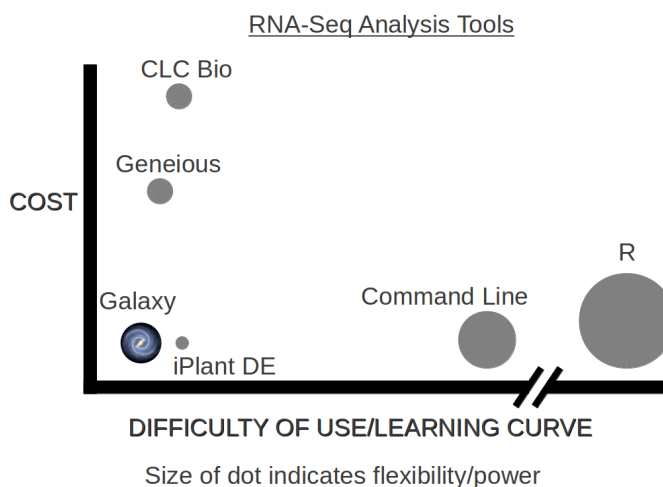 RNA-Seq Analysis Tools
CLC Bio
Geneious
COST
R
Galaxy
Command Line
iPlant DE
DIFFICULTY OF USE/LEARNING CURVE
Size of dot indicates flexibility/power